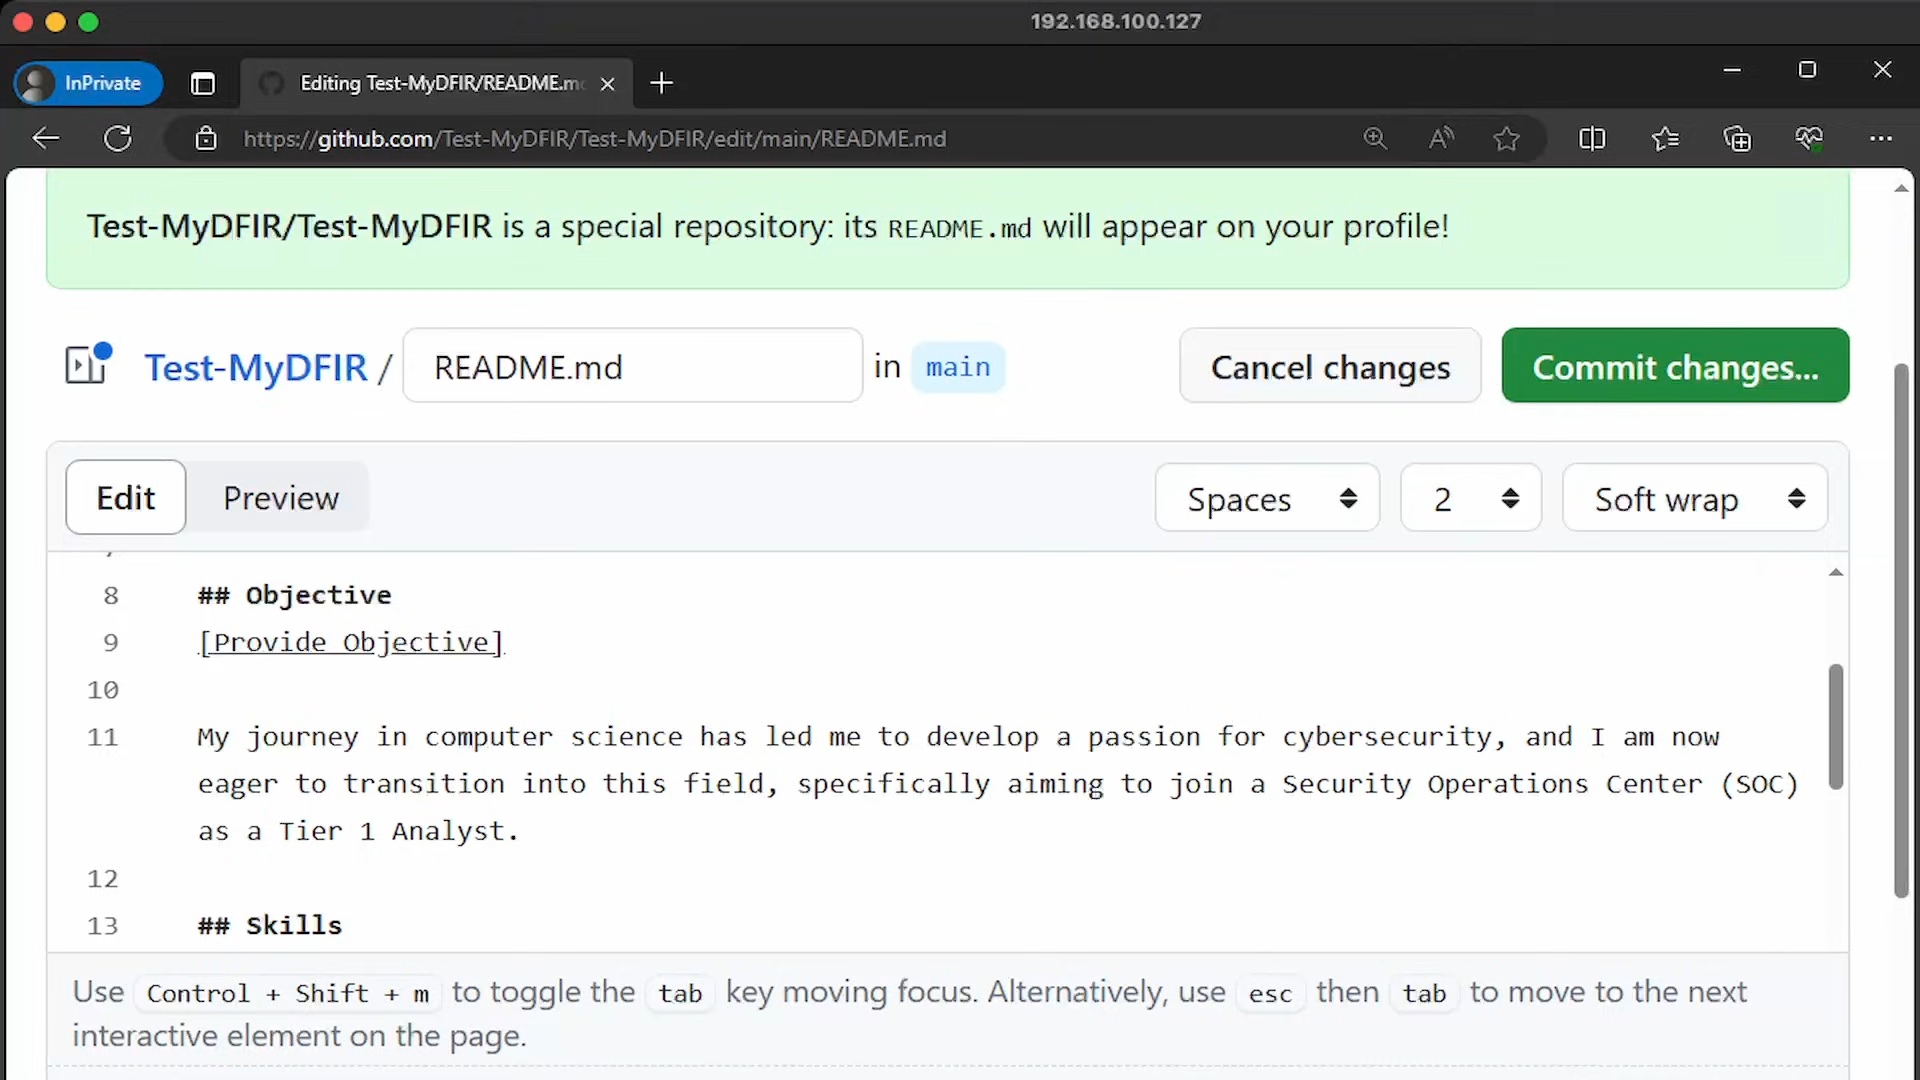 192.168.100.127
InPrivate
Editing Test-MyDFIR/README.m
https://github.com/Test-MyDFIR/Test-MyDFIR/edit/main/README.md
Test-MyDFIR/Test-MyDFIR is a special repository: its README.md will appear on your profile!
Test-MyDFIR / README.md in main Cancel changes Commit changes...
Edit Preview Spaces 2 Soft wrap
8 ## Objective
9 [Provide Objective]
10
11 My journey in computer science has led me to develop a passion for cybersecurity, and I am now
eager to transition into this field, specifically aiming to join a Security Operations Center (SOC)
as a Tier 1 Analyst.
12
13 ## Skills
Use Control + Shift + m to toggle the tab key moving focus. Alternatively, use esc then tab to move to the next
interactive element on the page.